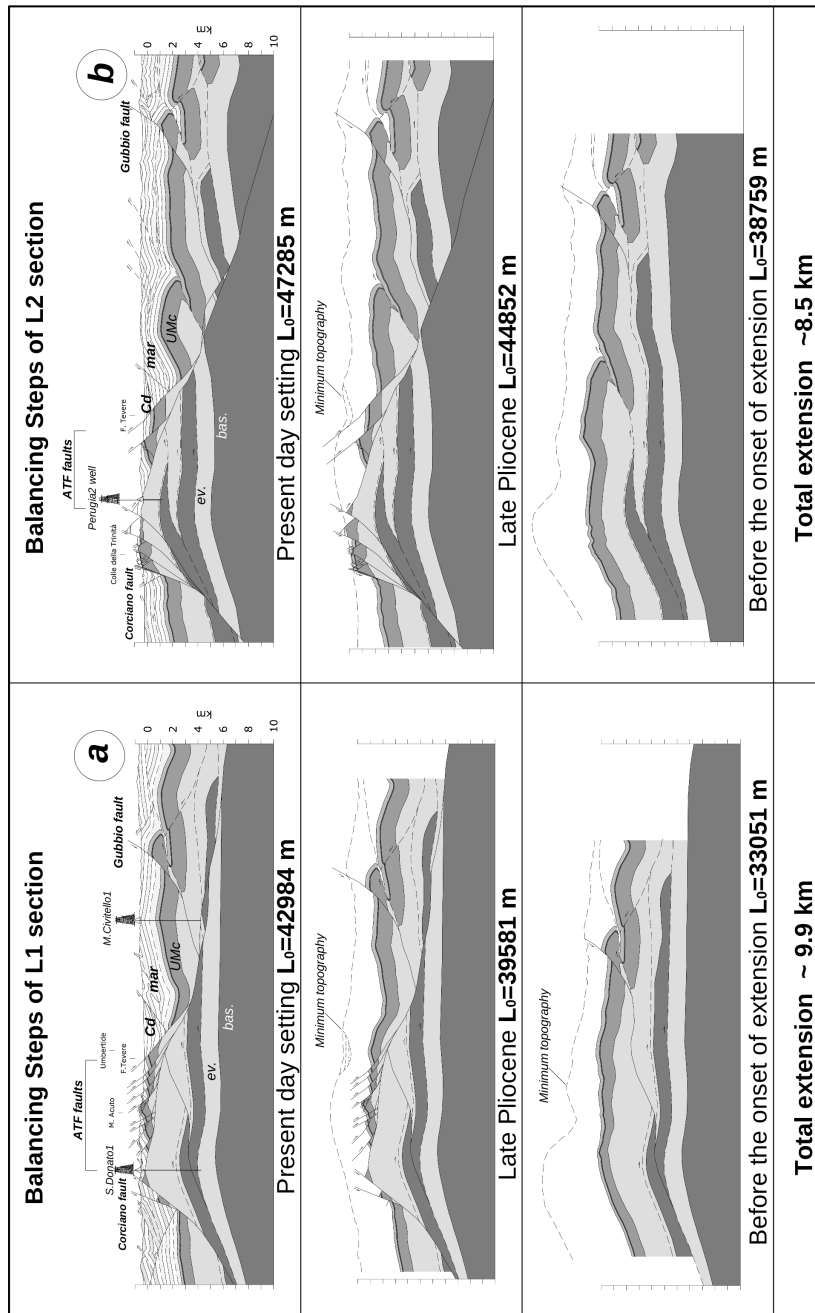 Balancing Steps of L1 section
a
S.Donato1
Corciano fault
ATF faults
M. Acuto
F.Tevere
Umbertide
M.Civitello1
Gubbio fault
Cd
mar
UMc
ev.
bas.
0
2
4
6
8
10
km
Present day setting L₀=42984 m
Minimum topography
Late Pliocene L₀=39581 m
Minimum topography
Before the onset of extension L₀=33051 m
Total extension ~ 9.9 km
Balancing Steps of L2 section
b
Corciano fault
Colle della Trinità
Perugia2 well
ATF faults
F. Tevere
Gubbio fault
Cd
mar
UMc
ev.
bas.
km
0
2
4
6
8
10
km
Present day setting L₀=47285 m
Minimum topography
Late Pliocene L₀=44852 m
Before the onset of extension L₀=38759 m
Total extension ~8.5 km